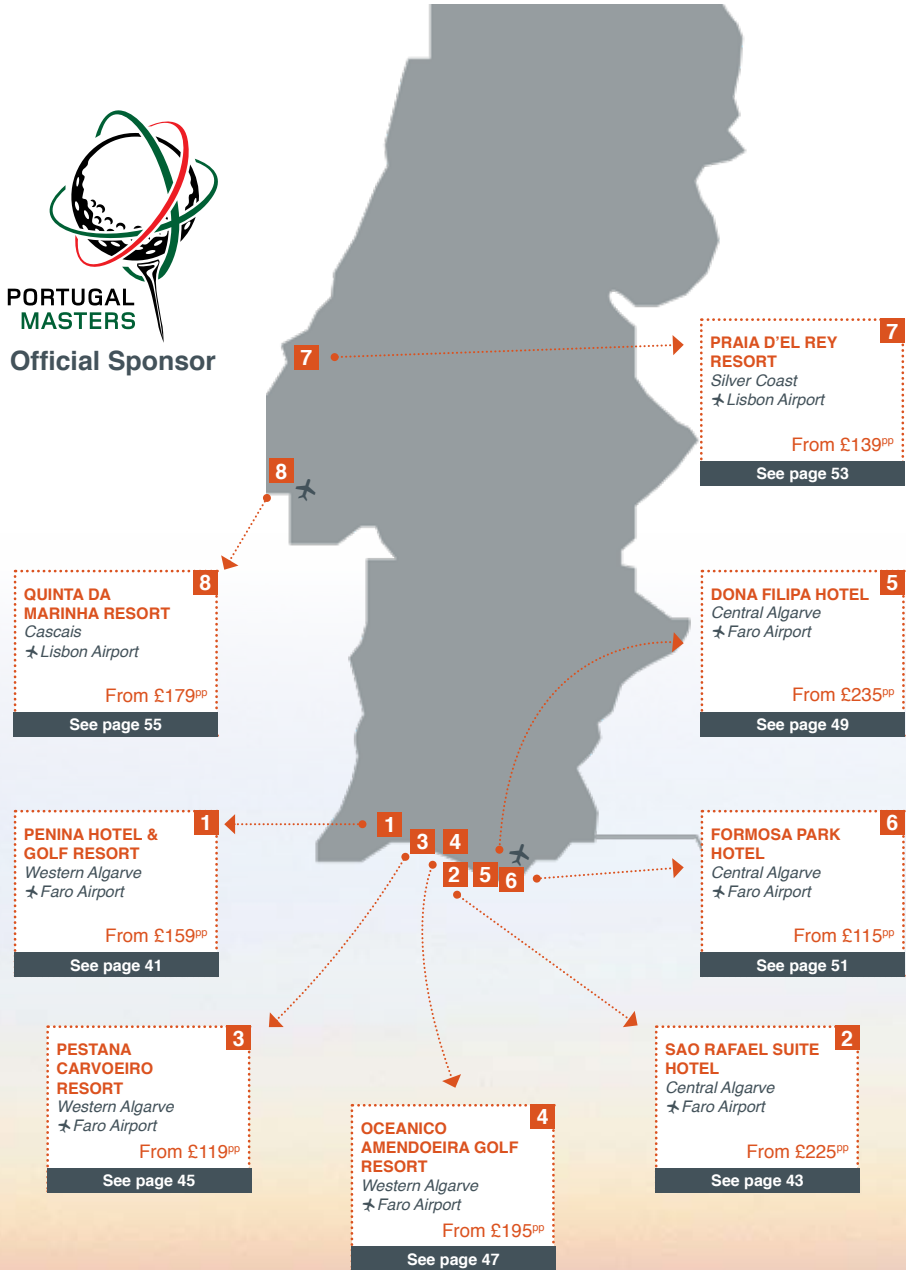 PORTUGAL
MASTERS
Official Sponsor
7
8
1
3
4
2
5
6
7
PRAIA D'EL REY
RESORT
Silver Coast
Lisbon Airport
From £139pp
See page 53
8
QUINTA DA
MARINHA RESORT
Cascais
Lisbon Airport
From £179pp
See page 55
5
DONA FILIPA HOTEL
Central Algarve
Faro Airport
From £235pp
See page 49
1
PENINA HOTEL &
GOLF RESORT
Western Algarve
Faro Airport
From £159pp
See page 41
6
FORMOSA PARK
HOTEL
Central Algarve
Faro Airport
From £115pp
See page 51
3
PESTANA
CARVOEIRO
RESORT
Western Algarve
Faro Airport
From £119pp
See page 45
4
OCEANICO
AMENDOEIRA GOLF
RESORT
Western Algarve
Faro Airport
From £195pp
See page 47
2
SAO RAFAEL SUITE
HOTEL
Central Algarve
Faro Airport
From £225pp
See page 43